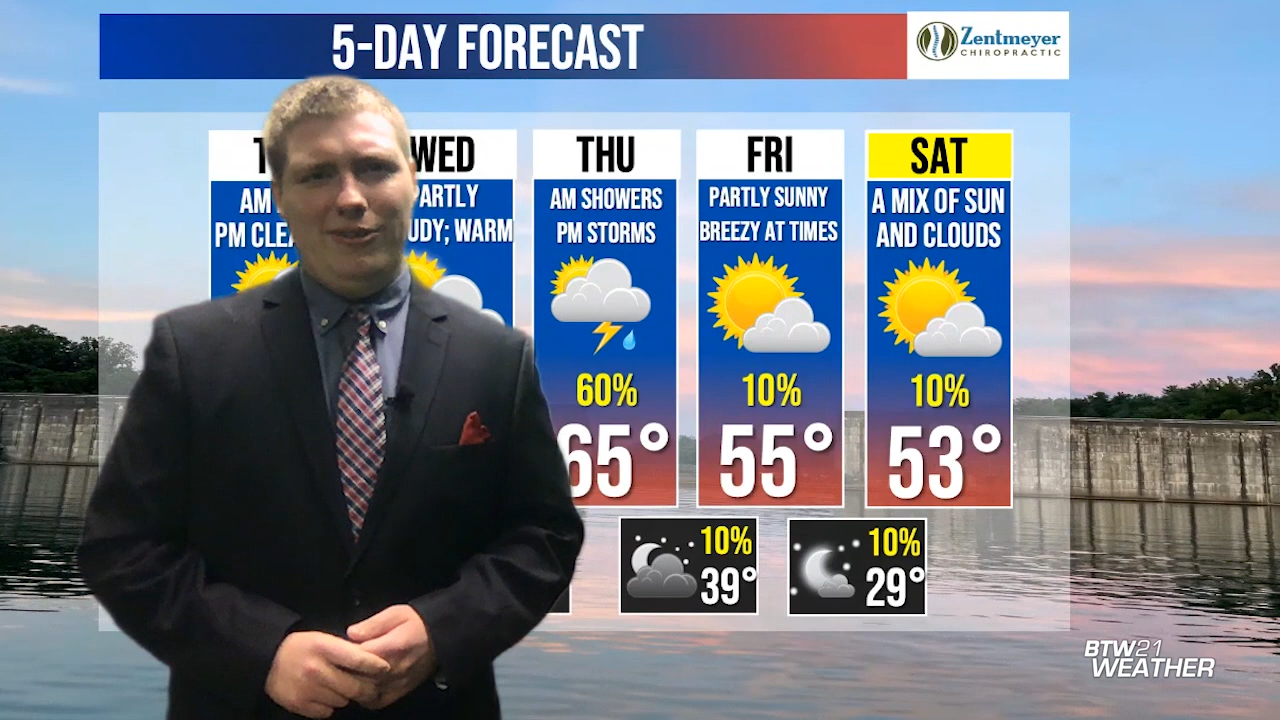 5-DAY FORECAST
Zentmeyer
CHIROPRACTIC
WED
THU
FRI
SAT
AM
PM CLEA
ARTLY
UDY; WARM
AM SHOWERS
PM STORMS
PARTLY SUNNY
BREEZY AT TIMES
A MIX OF SUN
AND CLOUDS
60%
10%
10%
65°
55°
53°
10%
39°
10%
29°
BTW21
WEATHER